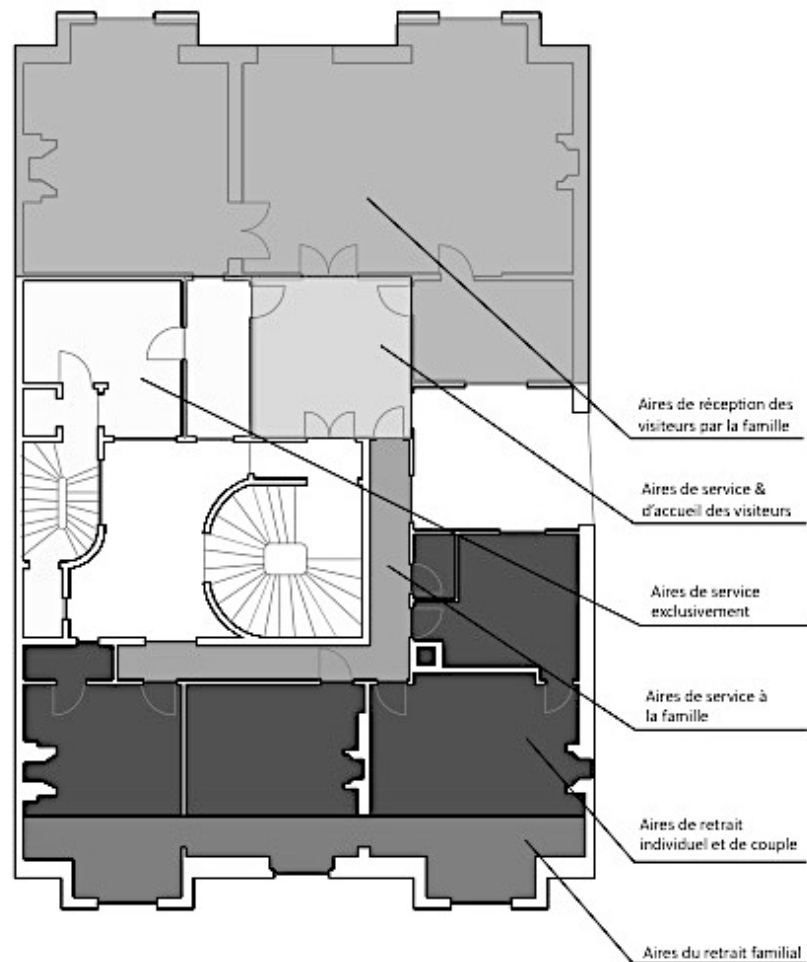 Aires de réception des
visiteurs par la famille
Aires de service &
d'accueil des visiteurs
Aires de service
exclusivement
Aires de service à
la famille
Aires de retrait
individuel et de couple
Aires du retrait familial